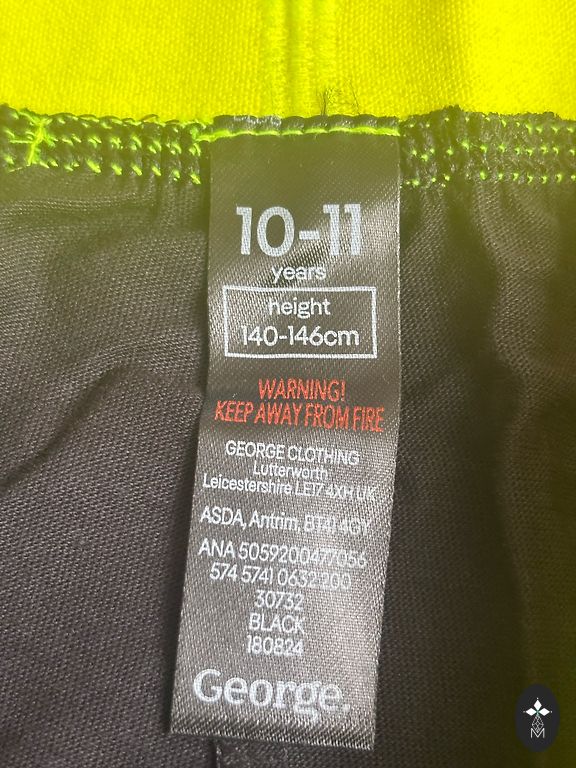 10-11
years
height
140-146cm
WARNING!
KEEP AWAY FROM FIRE
GEORGE CLOTHING
Lutterworth
Leicestershire LE17 4XH UK
ASDA, Antrim, BT41 4GY
ANA 5059200477056
574 5741 0632 200
30732
BLACK
180824
George.
M